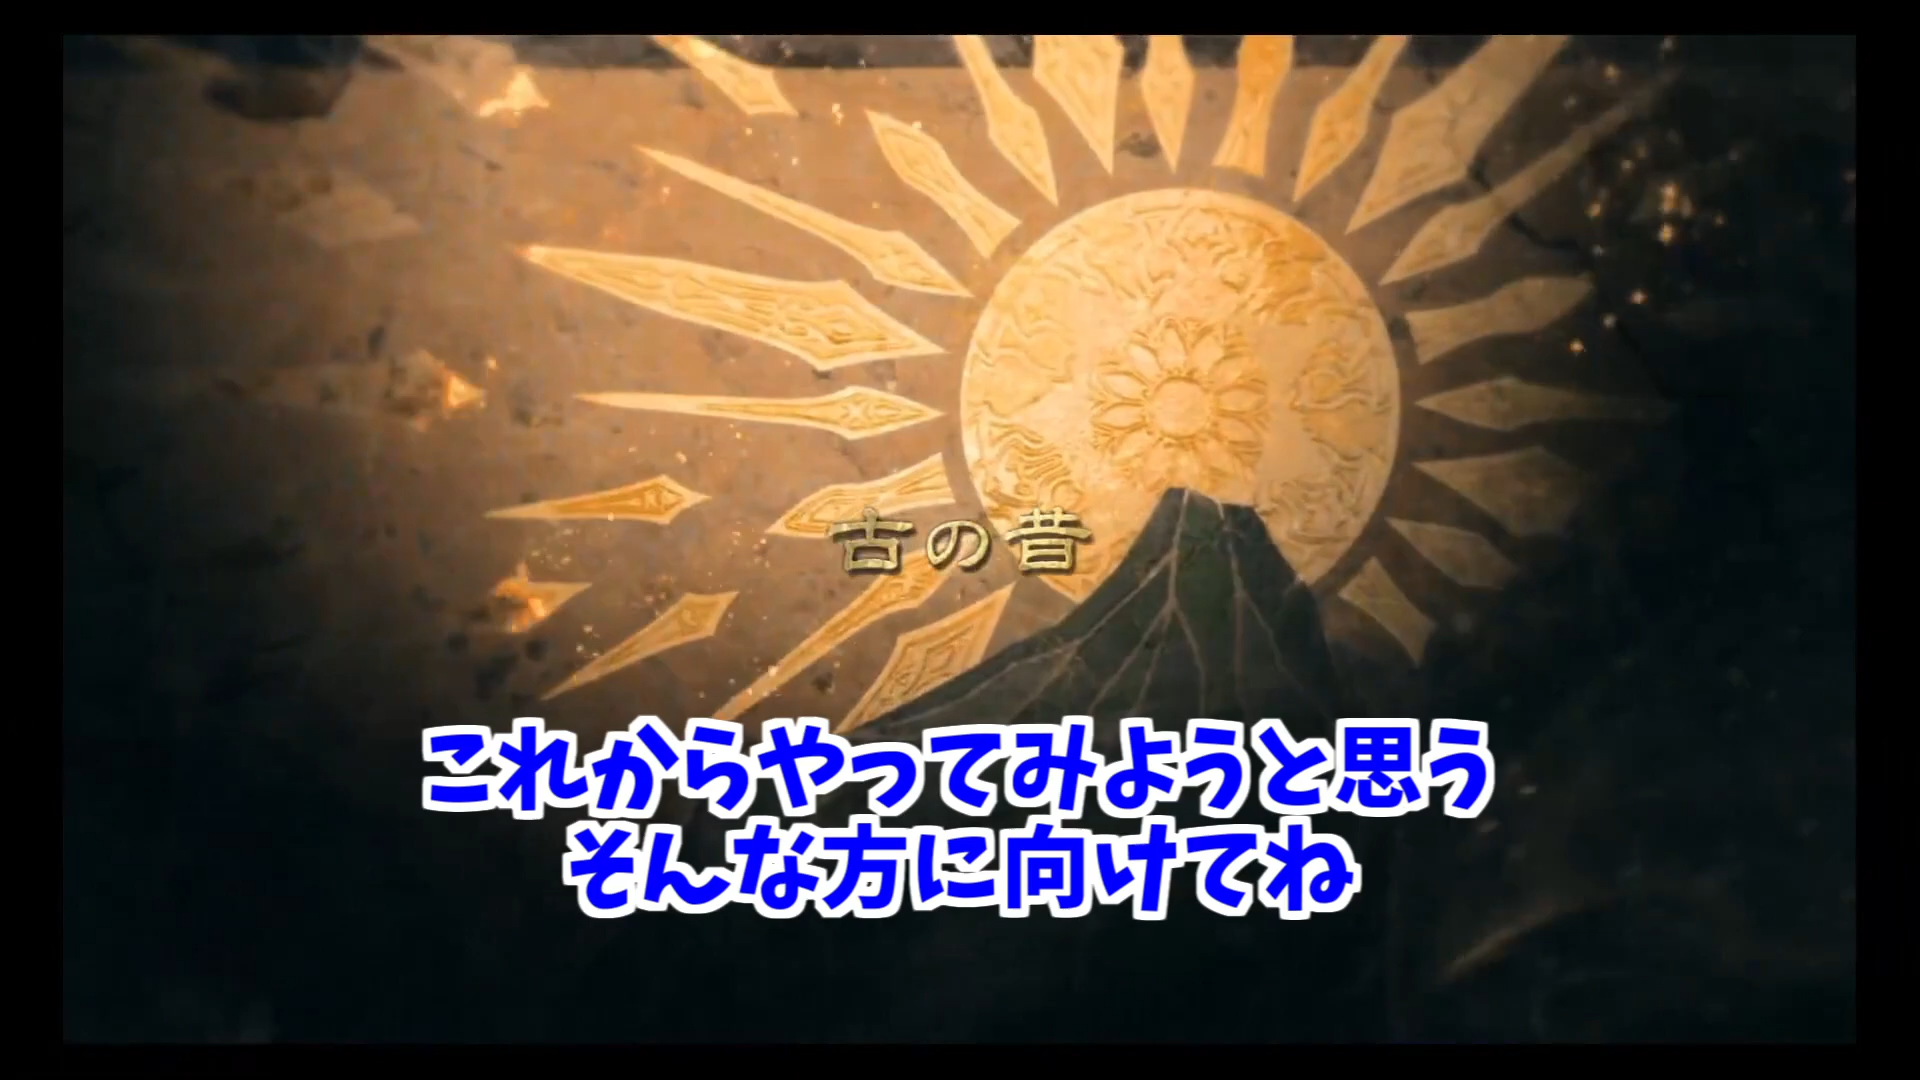 古の昔
これからやってみようと思う
そんな方に向けてね